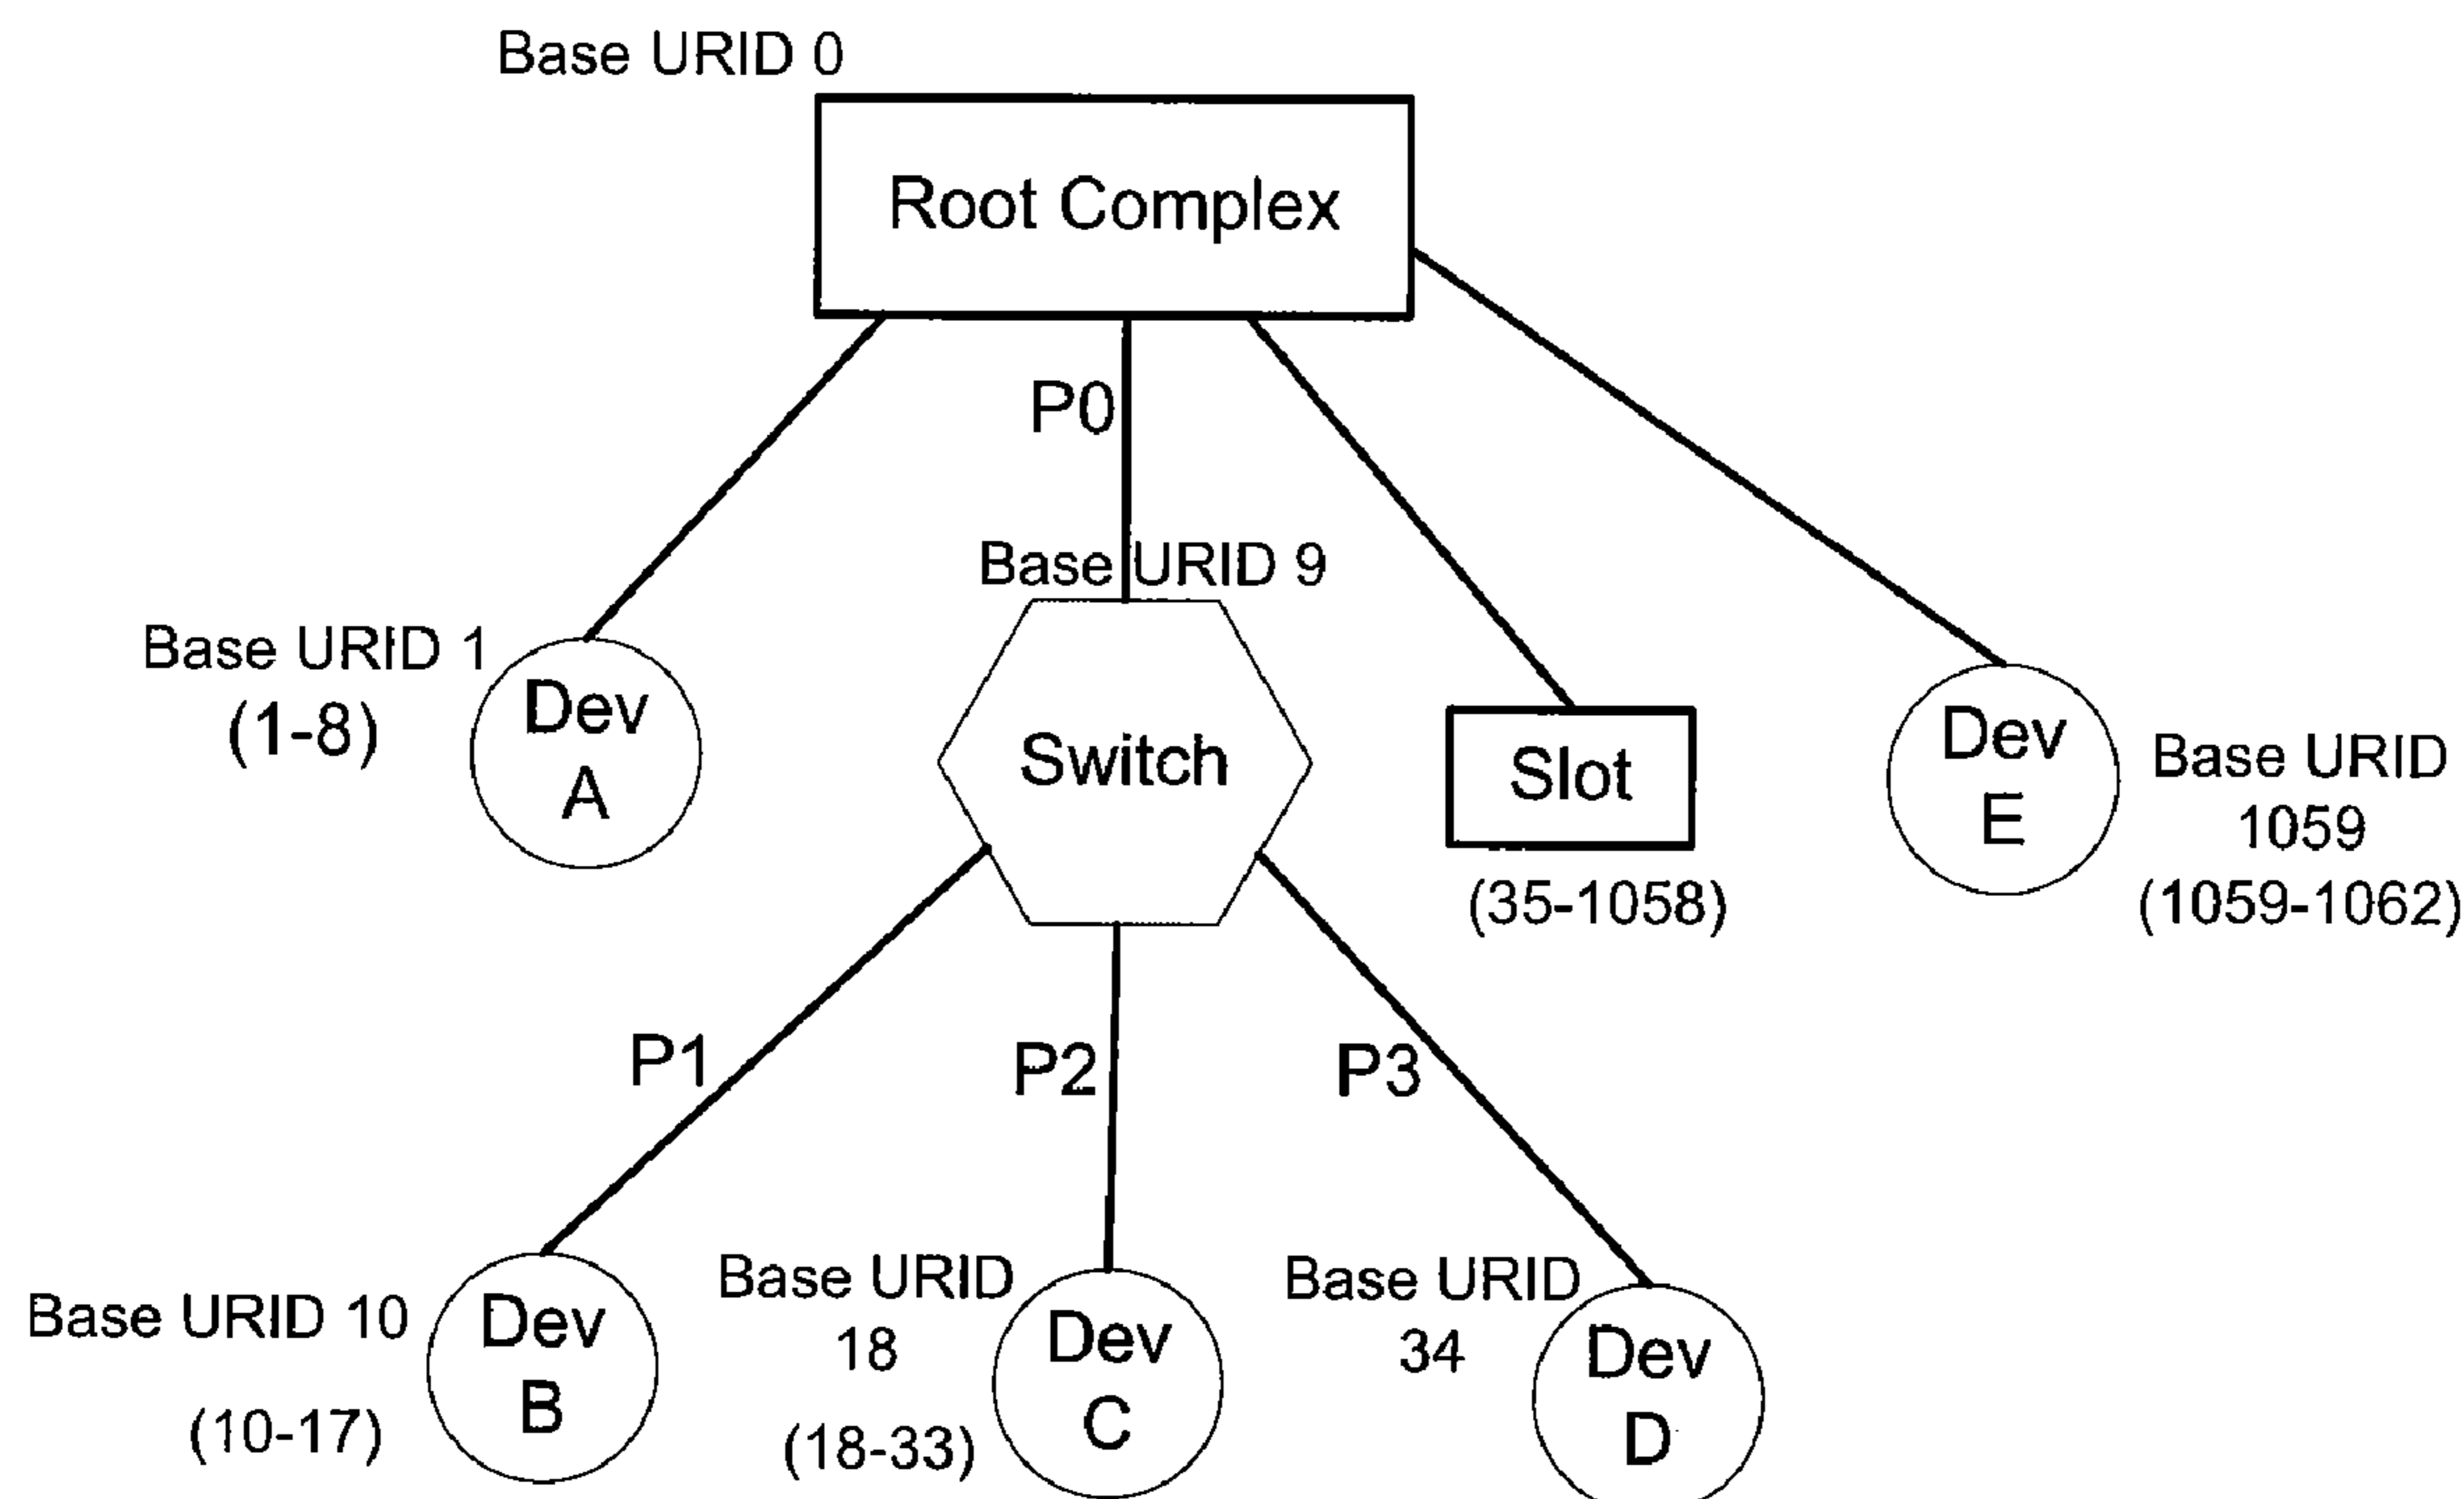 Base URID 0
Root Complex
P0
Base URID 9
Base URID 1
(1-8)
Dev
A
Switch
Slot
(35-1058)
Dev
E
Base URID
1059
(1059-1062)
P1
P2
P3
Base URID 10
(10-17)
Dev
B
Base URID
18
(18-33)
Dev
C
Base URID
34
Dev
D